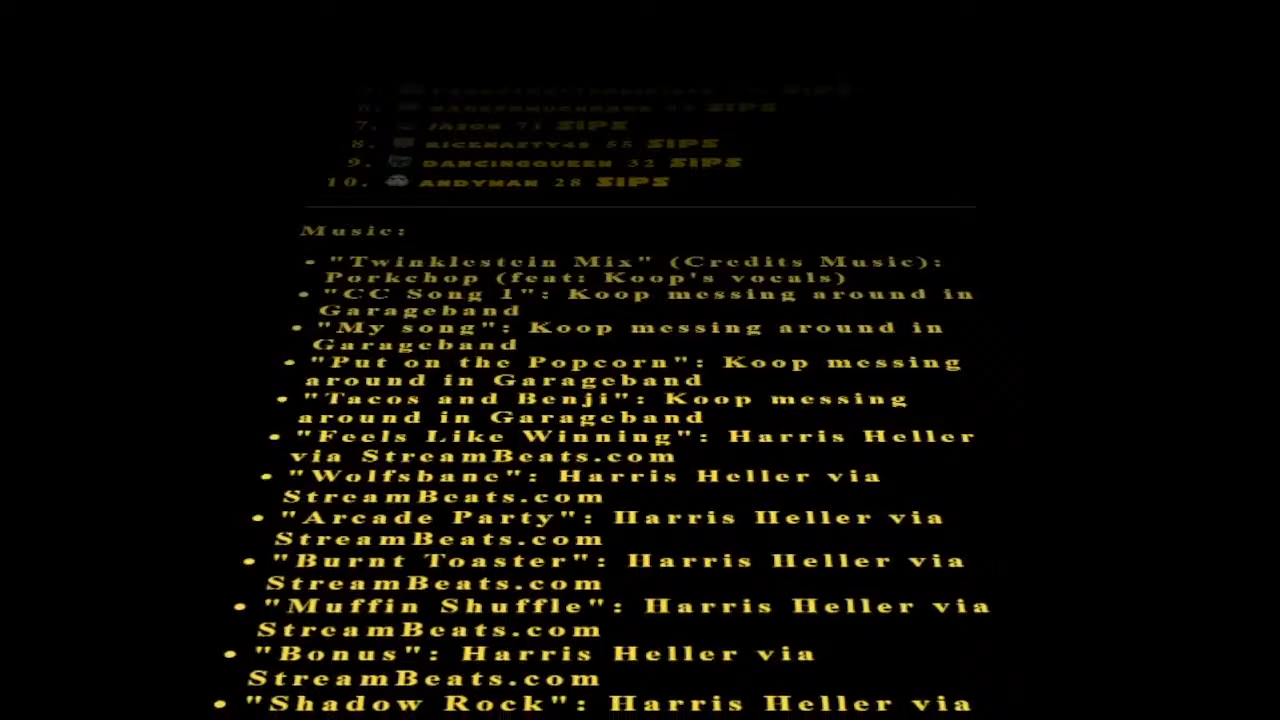 SIPS
SIPS
7. JASON 71 SIPS
8. RICENASTY49 55 SIPS
9. DANCINGQUEEN 32 SIPS
10. ANDYMAN 28 SIPS
Music:
• "Twinklestein Mix" (Credits Music):
Porkchop (feat: Koop's vocals)
• "CC Song 1": Koop messing around in
Garageband
• "My song": Koop messing around in
Garageband
• "Put on the Popcorn": Koop messing
around in Garageband
• "Tacos and Benji": Koop messing
around in Garageband
• "Feels Like Winning": Harris Heller
via StreamBeats.com
• "Wolfsbane": Harris Heller via
StreamBeats.com
• "Arcade Party": Harris Heller via
StreamBeats.com
• "Burnt Toaster": Harris Heller via
StreamBeats.com
• "Muffin Shuffle": Harris Heller via
StreamBeats.com
• "Bonus": Harris Heller via
StreamBeats.com
• "Shadow Rock": Harris Heller via